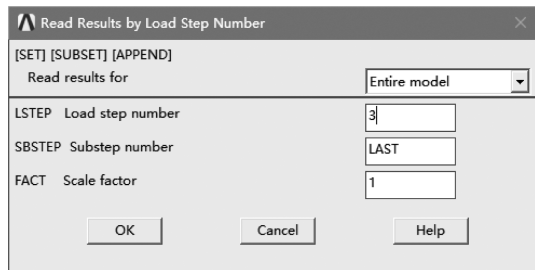 Read Results by Load Step Number
[SET] [SUBSET] [APPEND]
Read results for Entire model
LSTEP Load step number 3
SBSTEP Substep number LAST
FACT Scale factor 1
OK Cancel Help